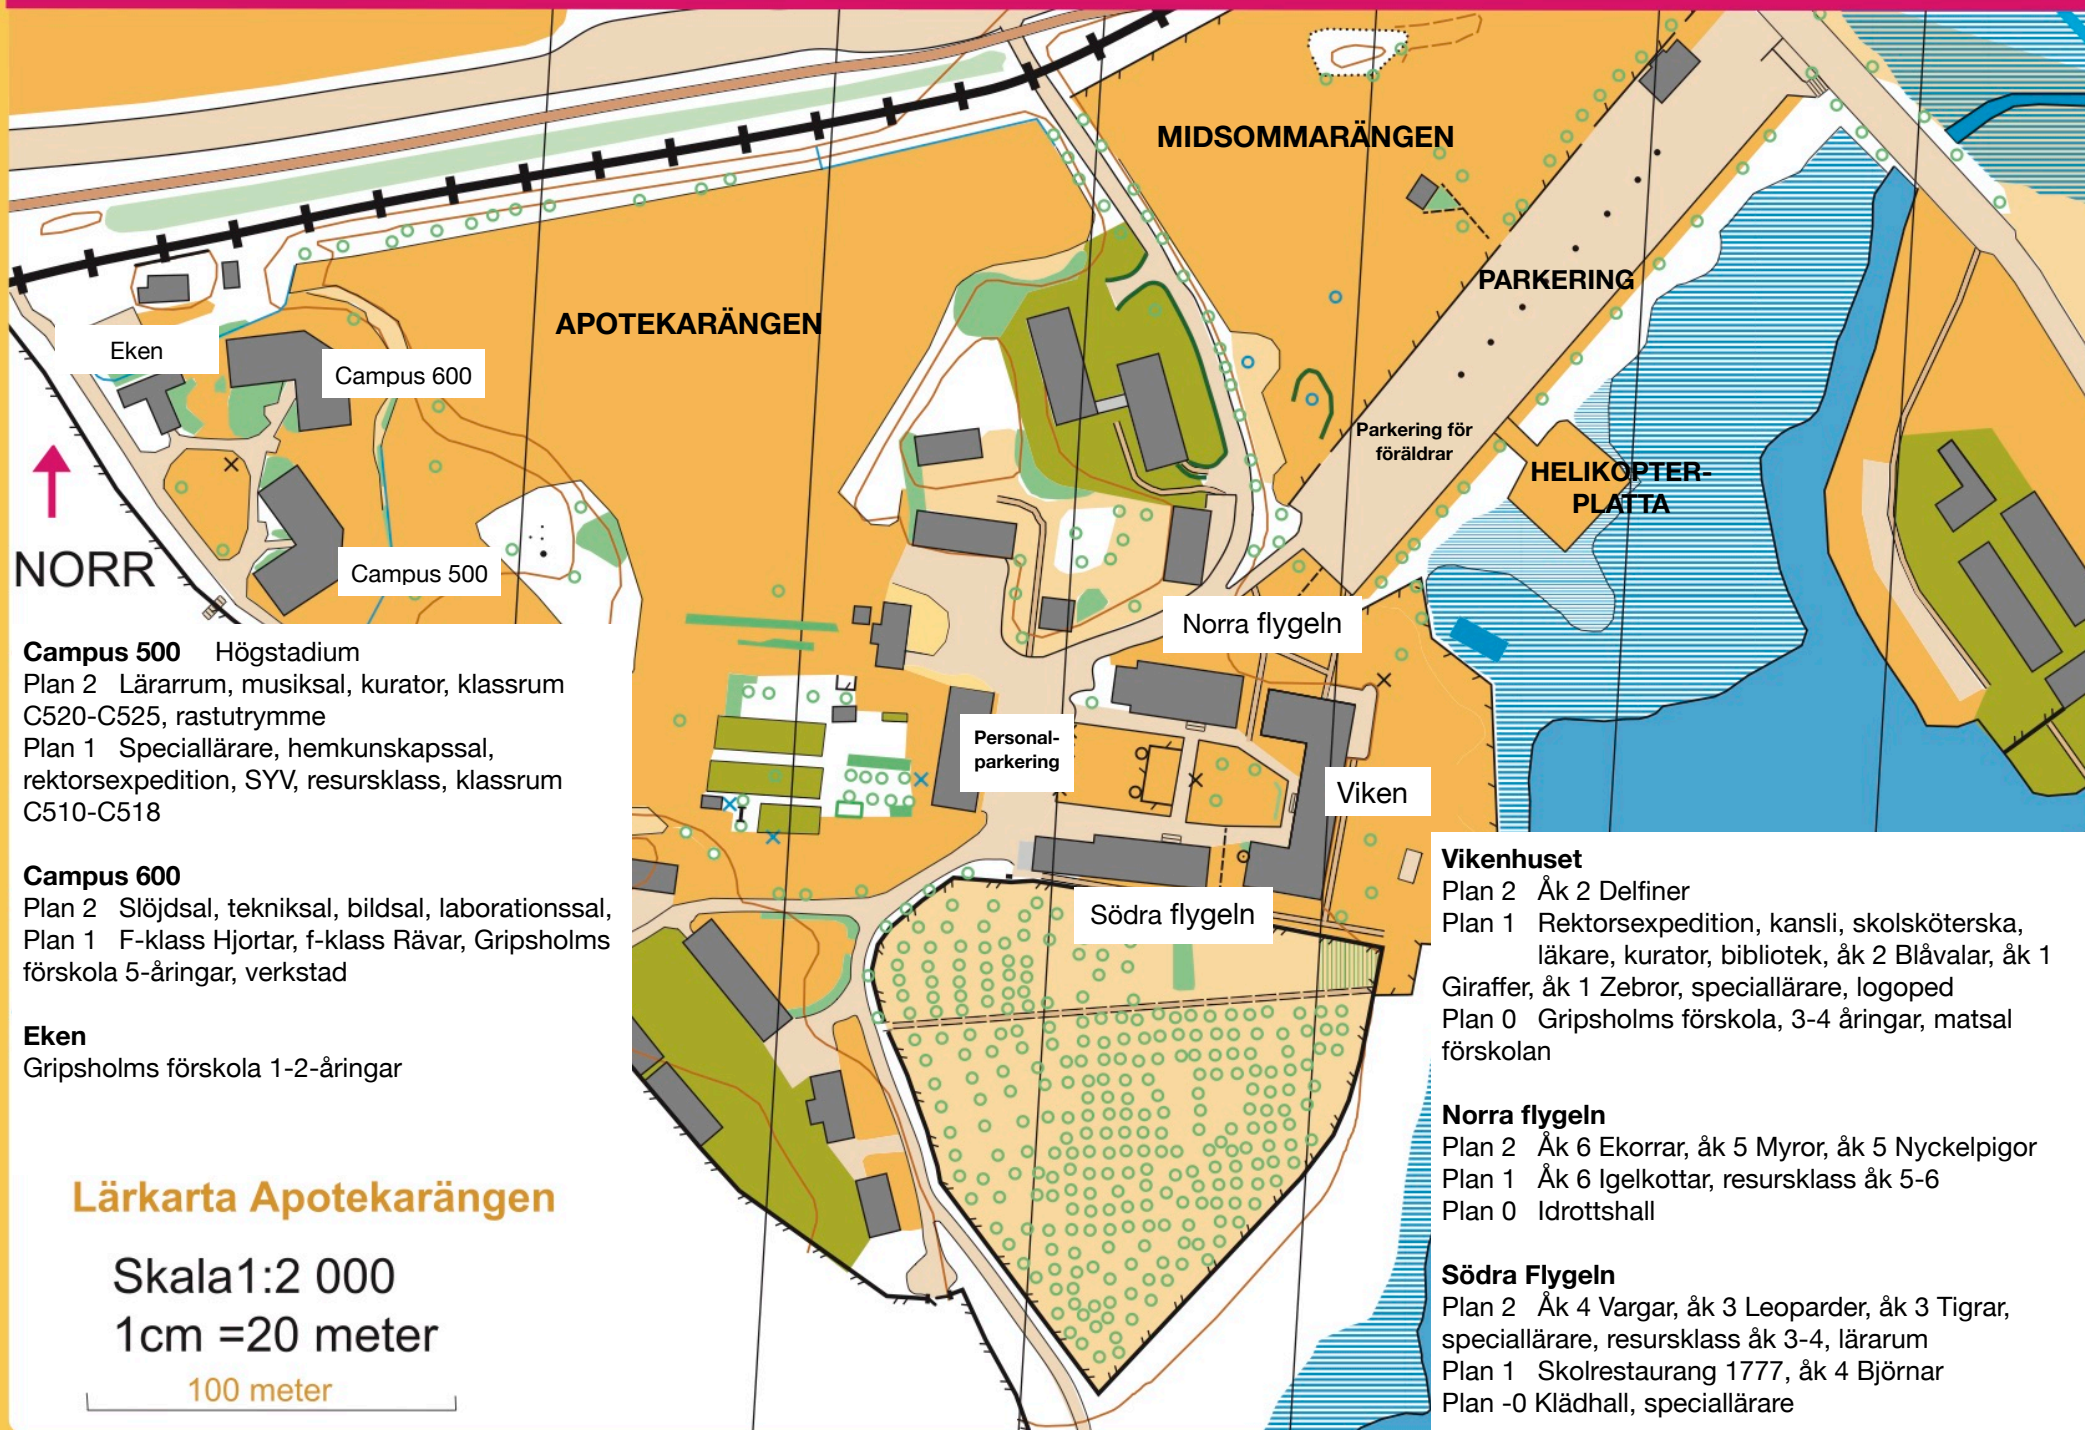 MIDSOMMARÄNGEN
PARKERING
APOTEKARÄNGEN
Eken
Campus 600
Parkering för
föräldrar
HELIKOPTER-
PLATTA
NORR
Campus 500
Norra flygeln
Personal-
parkering
Viken
Södra flygeln
Campus 500 Högstadium
Plan 2 Lärarrum, musiksal, kurator, klassrum
C520-C525, rastutrymme
Plan 1 Speciallärare, hemkunskapssal,
rektorsexpedition, SYV, resursklass, klassrum
C510-C518
Campus 600
Plan 2 Slöjdsal, tekniksal, bildsal, laborationssal,
Plan 1 F-klass Hjortar, f-klass Rävar, Gripsholms
förskola 5-åringar, verkstad
Eken
Gripsholms förskola 1-2-åringar
Lärkarta Apotekarängen
Skala1:2 000
1cm =20 meter
100 meter
Vikenhuset
Plan 2 Åk 2 Delfiner
Plan 1 Rektorsexpedition, kansli, skolsköterska,
läkare, kurator, bibliotek, åk 2 Blåvalar, åk 1
Giraffer, åk 1 Zebror, speciallärare, logoped
Plan 0 Gripsholms förskola, 3-4 åringar, matsal
förskolan
Norra flygeln
Plan 2 Åk 6 Ekorrar, åk 5 Myror, åk 5 Nyckelpigor
Plan 1 Åk 6 Igelkottar, resursklass åk 5-6
Plan 0 Idrottshall
Södra Flygeln
Plan 2 Åk 4 Vargar, åk 3 Leoparder, åk 3 Tigrar,
speciallärare, resursklass åk 3-4, lärarum
Plan 1 Skolrestaurang 1777, åk 4 Björnar
Plan -0 Klädhall, speciallärare